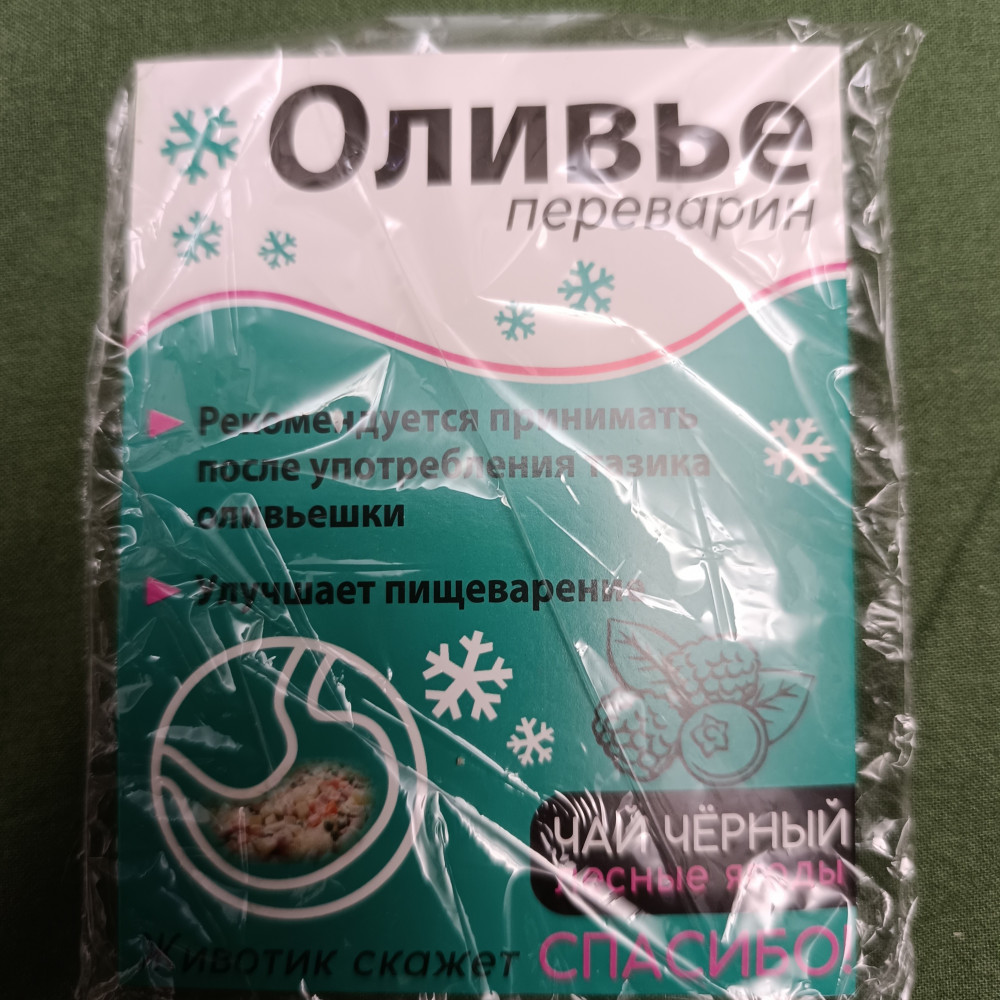 Оливье
переварин
Рекомендуется принимать
после употребления тазика
оливьешки
Улучшает пищеварение
ЧАЙ ЧЁРНЫЙ
лесные ягоды
Животик скажет СПАСИБО!